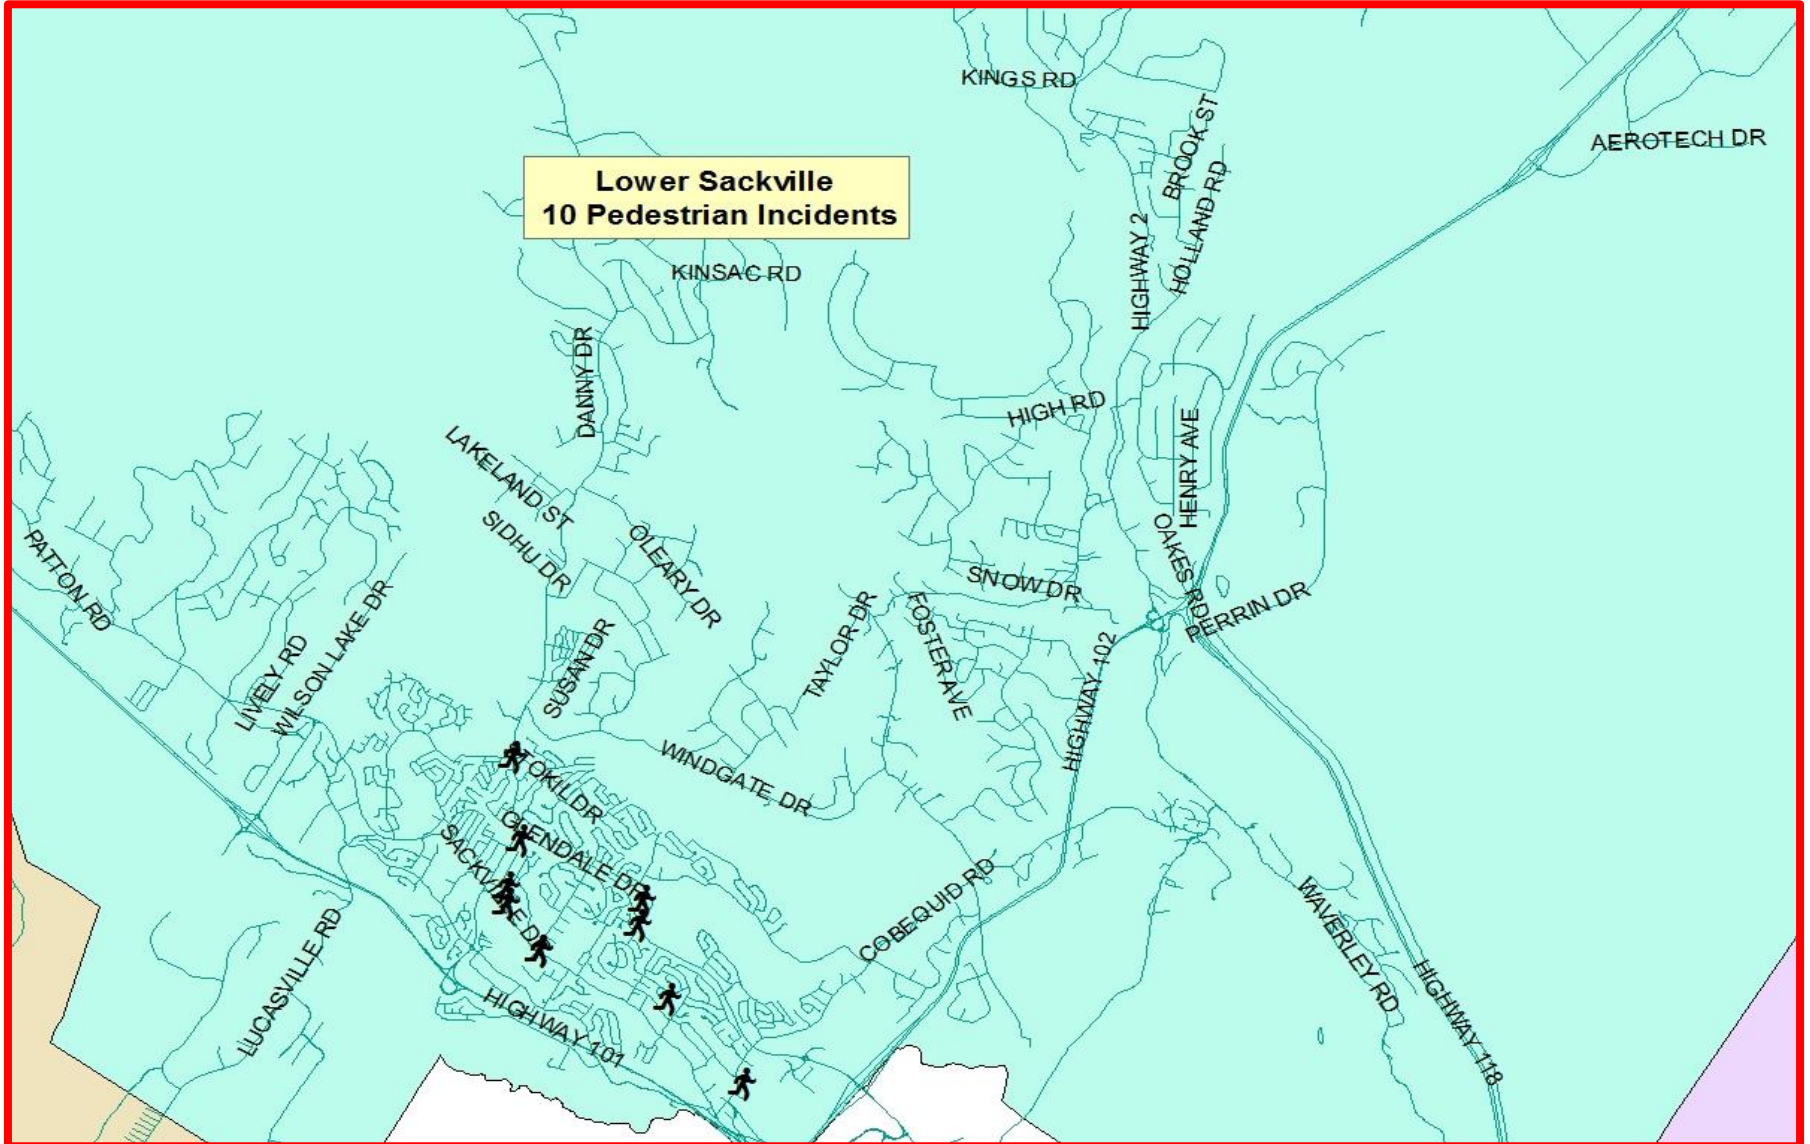 KINGS RD
BROOK ST
AEROTECH DR
Lower Sackville
10 Pedestrian Incidents
HOLLAND RD
HIGHWAY 2
KINSAC RD
DANNY DR
HIGH RD
HENRY AVE
LAKELAND ST
SIDHU DR
OLEARY DR
OAKES RD
PATTON RD
SNOW DR
PERRIN DR
TAYLOR DR
FOSTER AVE
LIVELY RD
WILSON LAKE DR
SUSAN DR
HIGHWAY 102
WINDGATE DR
STOKIL DR
GLENDALE DR
SACKVILLE DR
COBEQUID RD
WAVERLEY RD
LUCASVILLE RD
HIGHWAY 101
HIGHWAY 118